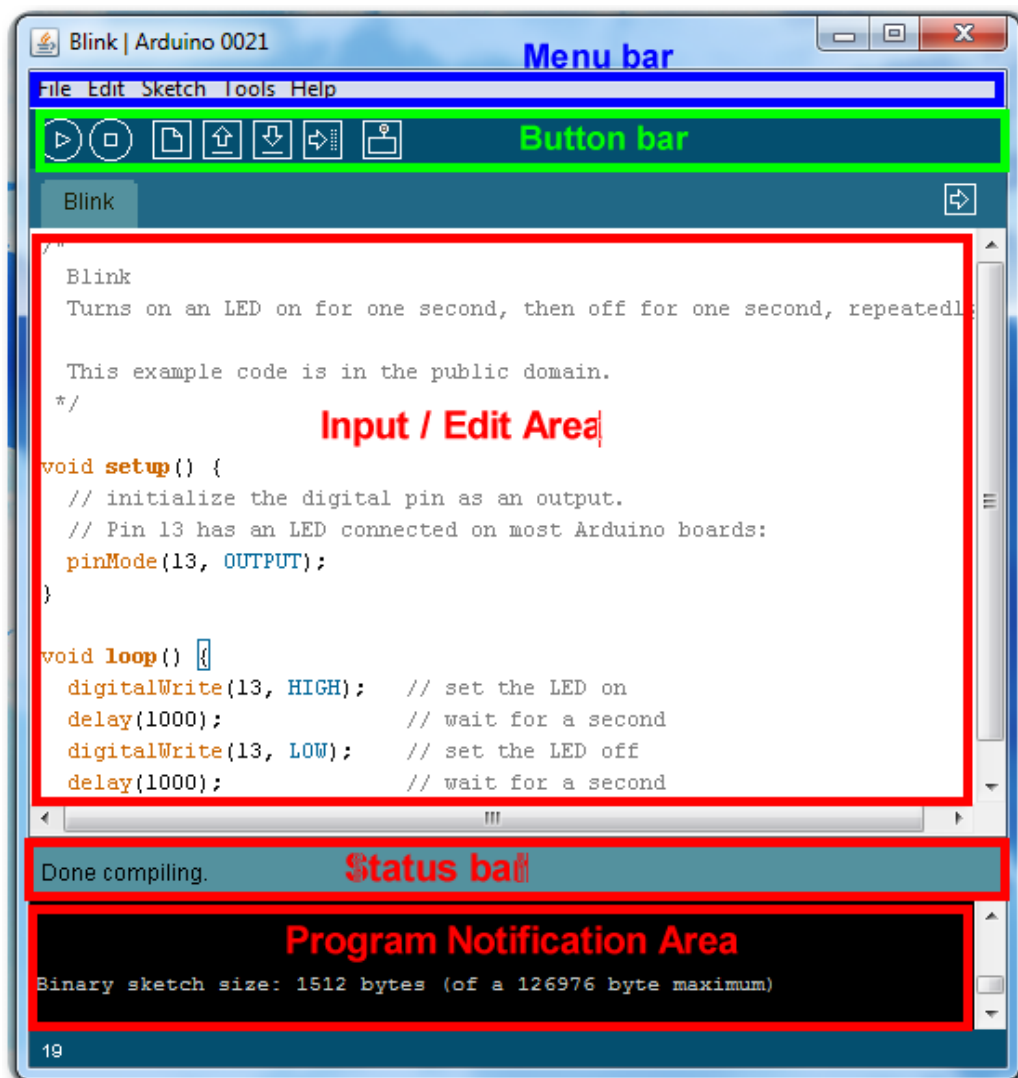 Blink | Arduino 0021
Menu bar
File Edit Sketch Tools Help
Button bar
Blink
/*
Blink
Turns on an LED on for one second, then off for one second, repeatedly
This example code is in the public domain.
*/
Input / Edit Area
void setup() {
// initialize the digital pin as an output.
// Pin 13 has an LED connected on most Arduino boards:
pinMode(13, OUTPUT);
}
void loop() {
digitalWrite(13, HIGH); // set the LED on
delay(1000); // wait for a second
digitalWrite(13, LOW); // set the LED off
delay(1000); // wait for a second
Done compiling.
Status bar
Program Notification Area
Binary sketch size: 1512 bytes (of a 126976 byte maximum)
19